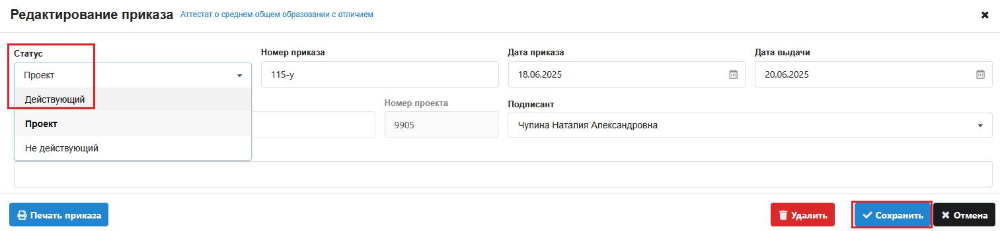 Редактирование приказа Аттестат о среднем общем образовании с отличием
Статус Номер приказа Дата приказа Дата выдачи
Проект 115-у 18.06.2025 20.06.2025
Действующий
Номер проекта Подписант
Проект 9905 Чупина Наталия Александровна
Не действующий
Печать приказа Удалить Сохранить Отмена